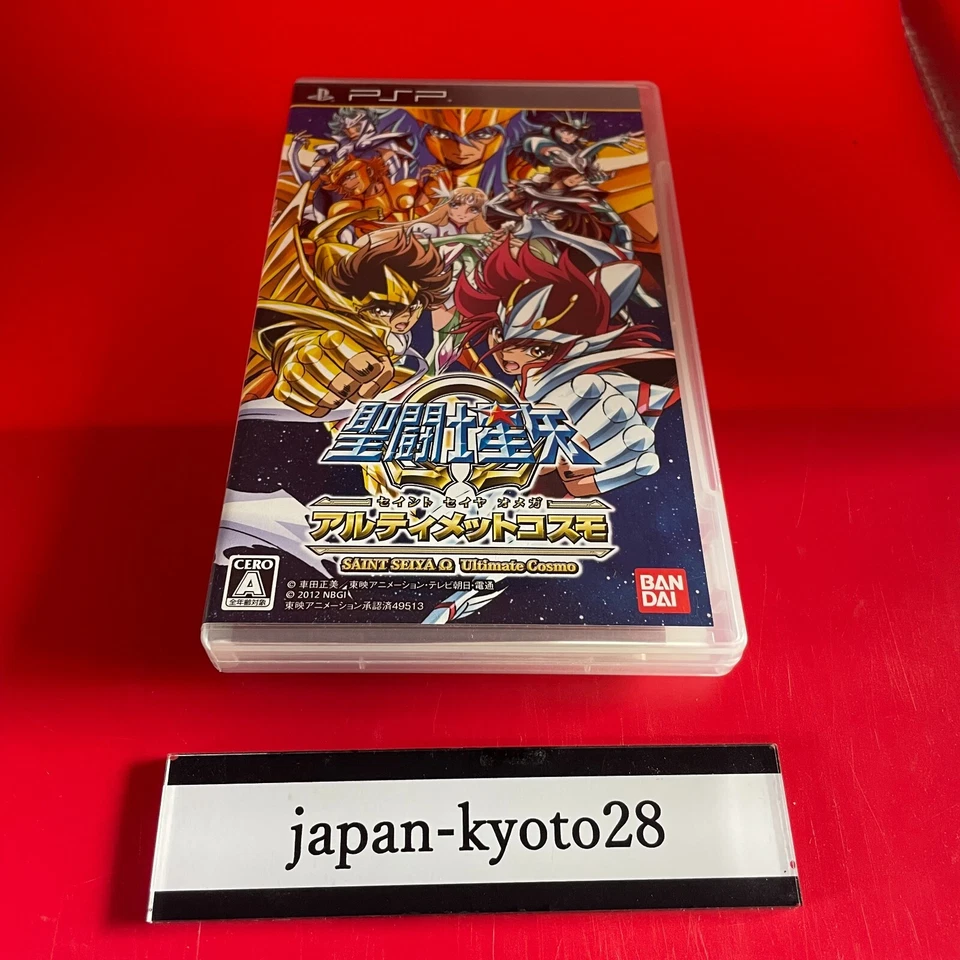 PSP
聖闘士星矢
Ω
セイント セイヤ オメガ
アルティメットコスモ
SAINT SEIYA Ω Ultimate Cosmo
CERO
A
全年齢対象
© 車田正美／東映アニメーション・テレビ朝日・電通
© 2012 NBGI
東映アニメーション承認済49513
BAN
DAI
japan-kyoto28